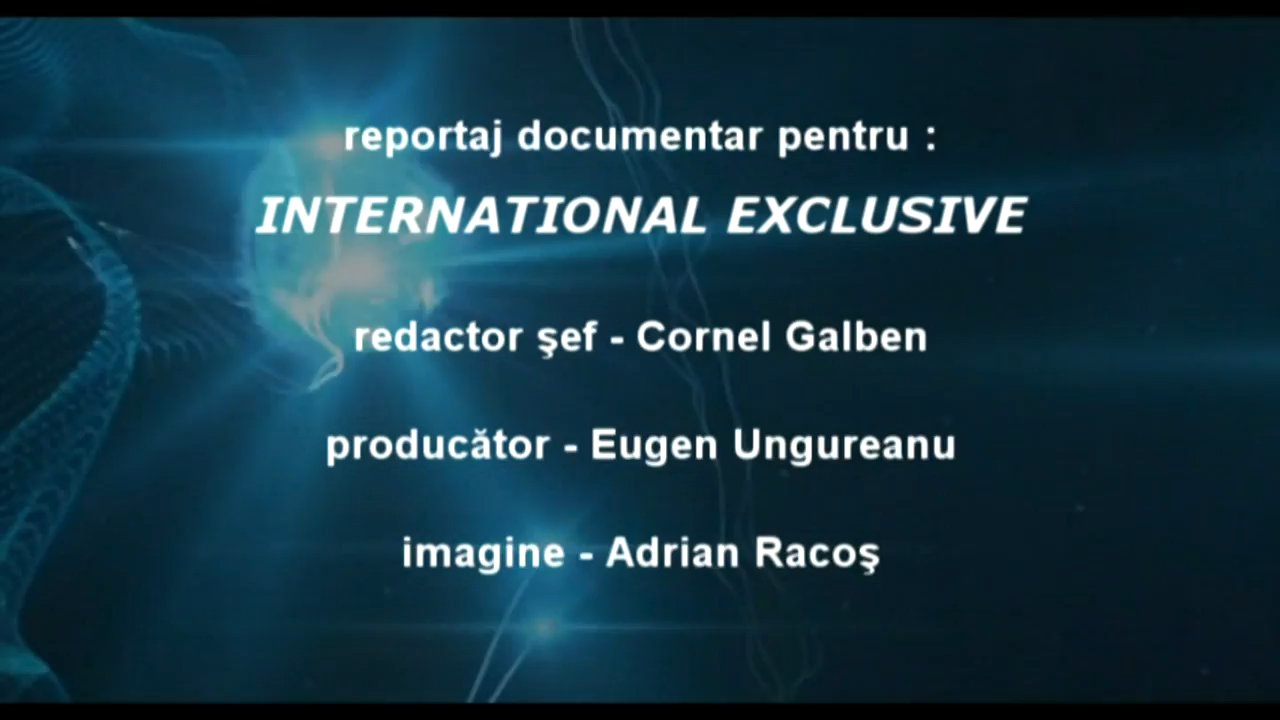 reportaj documentar pentru :
INTERNATIONAL EXCLUSIVE
redactor şef - Cornel Galben
producător - Eugen Ungureanu
imagine - Adrian Racoş